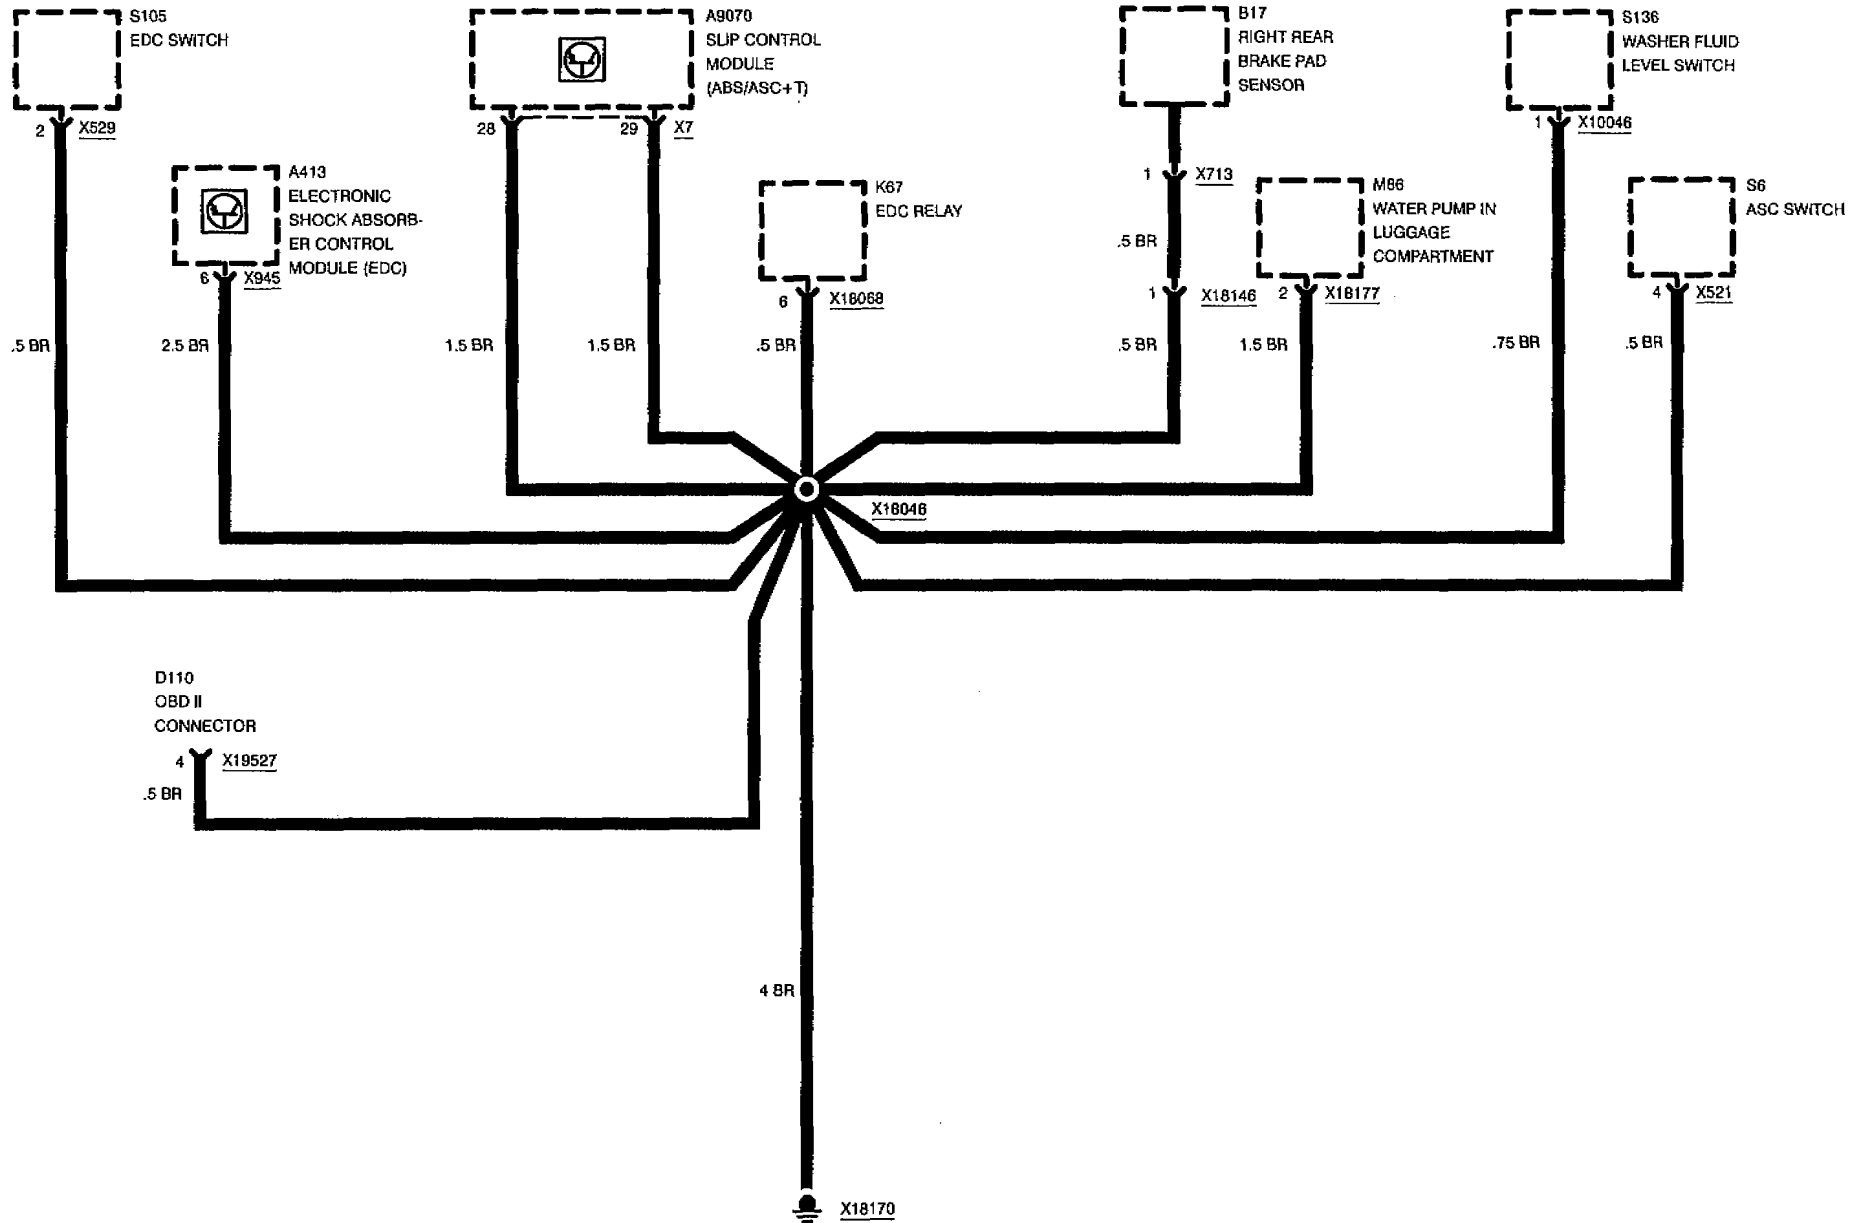 S105
EDC SWITCH
2
X529
.5 BR
A413
ELECTRONIC
SHOCK ABSORB-
ER CONTROL
MODULE (EDC)
6
X945
2.5 BR
A9070
SLIP CONTROL
MODULE
(ABS/ASC+T)
28
29
X7
1.5 BR
1.5 BR
K67
EDC RELAY
6
X18068
.5 BR
B17
RIGHT REAR
BRAKE PAD
SENSOR
1
X713
.5 BR
1
X18146
.5 BR
M86
WATER PUMP IN
LUGGAGE
COMPARTMENT
2
X18177
1.5 BR
S136
WASHER FLUID
LEVEL SWITCH
1
X10046
.75 BR
S6
ASC SWITCH
4
X521
.5 BR
X18046
D110
OBD II
CONNECTOR
4
X19527
.5 BR
4 BR
X18170